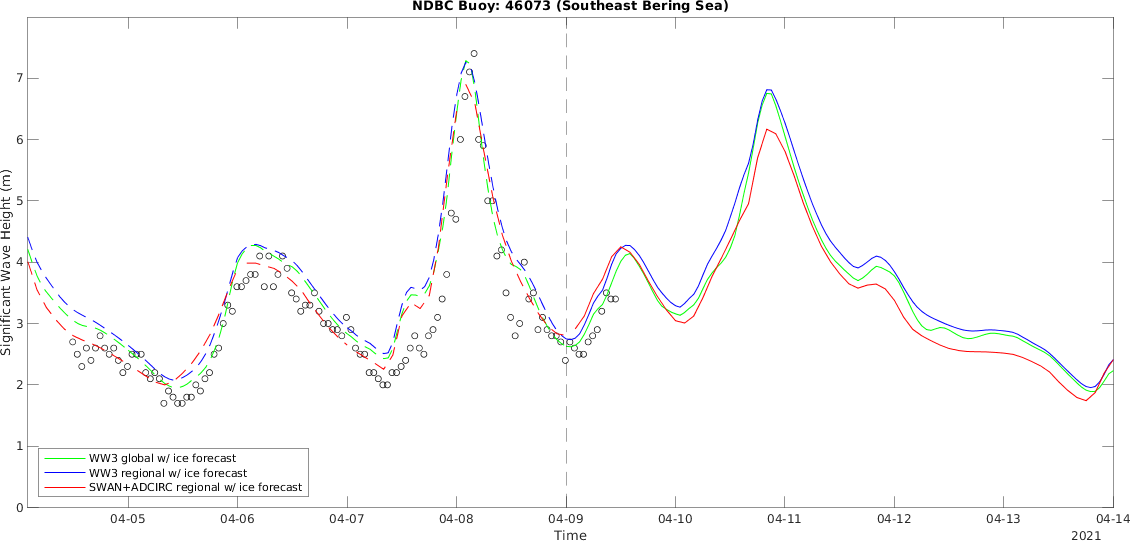 NDBC Buoy: 46073 (Southeast Bering Sea)
Significant Wave Height (m)
7
6
5
4
3
2
1
0
WW3 global w/ ice forecast
WW3 regional w/ ice forecast
SWAN+ADCIRC regional w/ ice forecast
04-05 04-06 04-07 04-08 04-09 04-10 04-11 04-12 04-13 04-14
Time
2021